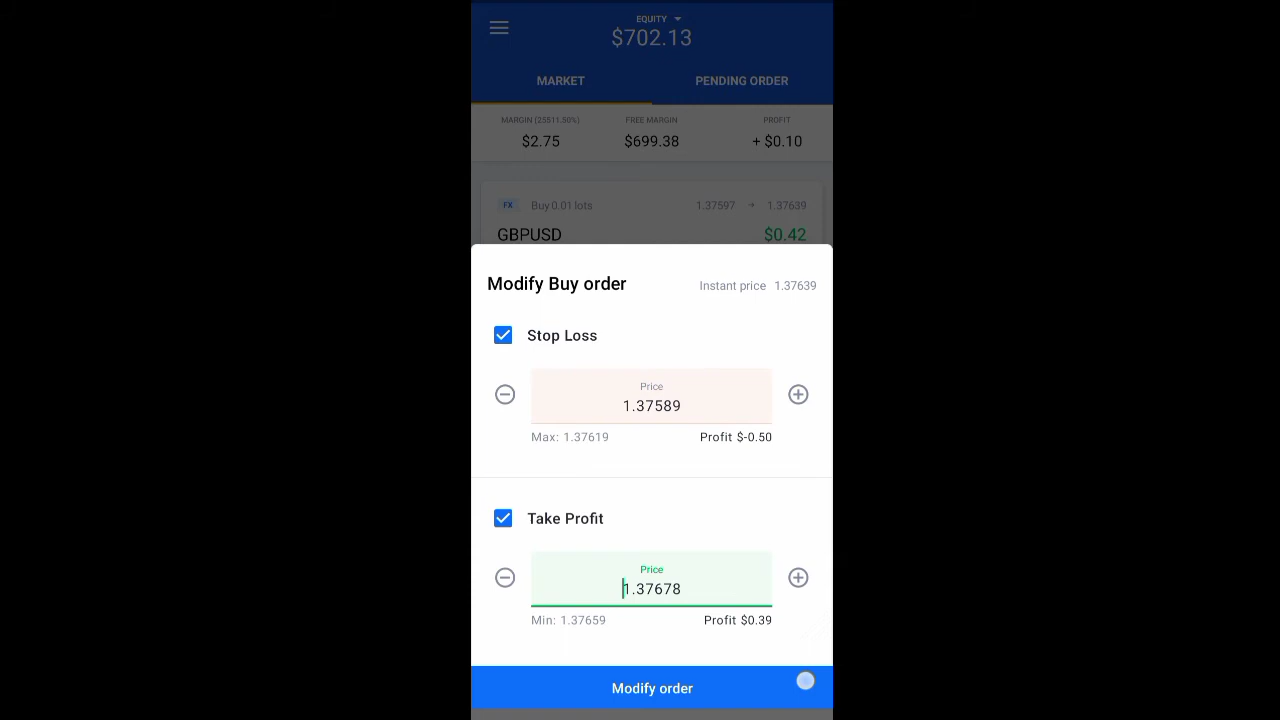 EQUITY
$702.13
MARKET PENDING ORDER
MARGIN (25511.50%) FREE MARGIN PROFIT
$2.75 $699.38 + $0.10
FX Buy 0.01 lots 1.37597 → 1.37639
GBPUSD $0.42
Modify Buy order Instant price 1.37639
Stop Loss
Price
1.37589
Max: 1.37619 Profit $-0.50
Take Profit
Price
1.37678
Min: 1.37659 Profit $0.39
Modify order